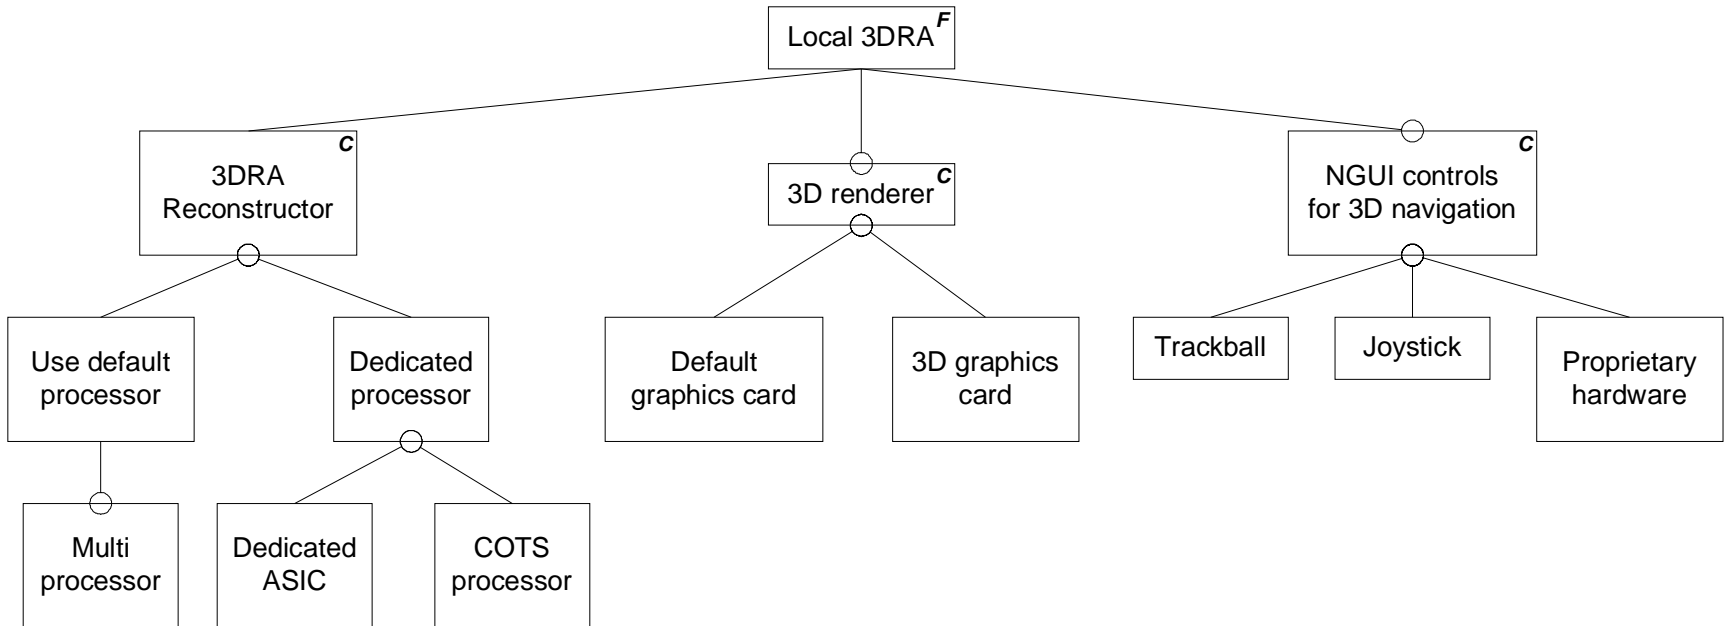 Local 3DRA F
C
3DRA
Reconstructor
3D renderer C
C
NGUI controls
for 3D navigation
Use default
processor
Dedicated
processor
Default
graphics card
3D graphics
card
Trackball
Joystick
Proprietary
hardware
Multi
processor
Dedicated
ASIC
COTS
processor